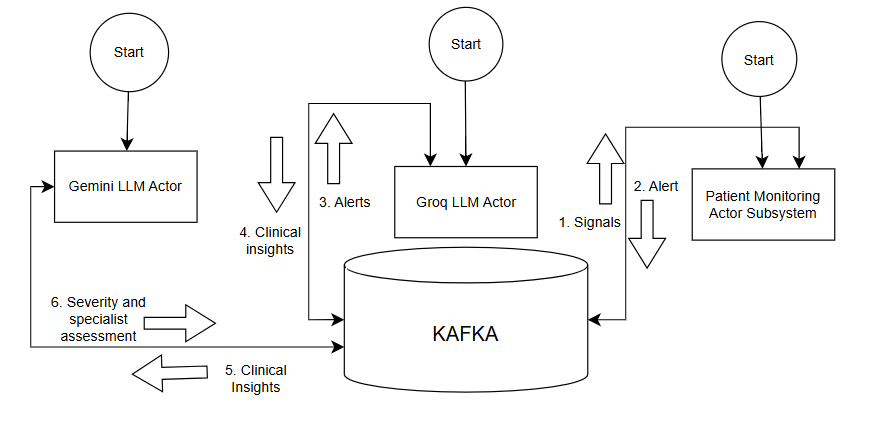 Start
Start
Start
Gemini LLM Actor
Groq LLM Actor
Patient Monitoring
Actor Subsystem
1. Signals
2. Alert
3. Alerts
4. Clinical
insights
KAFKA
6. Severity and
specialist
assessment
5. Clinical
Insights